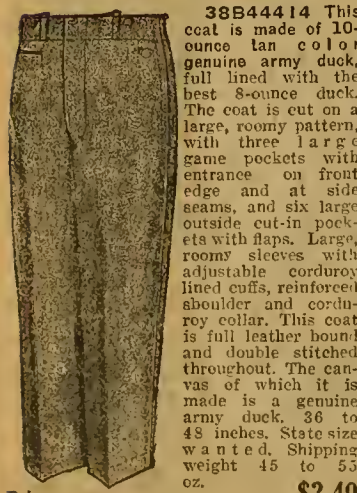 38B44414 This
coat is made of 10-
ounce tan color
genuine army duck,
full lined with the
best 8-ounce duck.
The coat is cut on a
large, roomy pattern,
with three large
game pockets with
entrance on front
edge and at side
seams, and six large
outside cut-in pock-
ets with flaps. Large,
roomy sleeves with
adjustable corduroy
lined cuffs, reinforced
shoulder and cordu-
roy collar. This coat
is full leather bound
and double stitched
throughout. The can-
vas of which it is
made is a genuine
army duck. 36 to
48 inches. State size
wanted. Shipping
weight 45 to 55
oz.